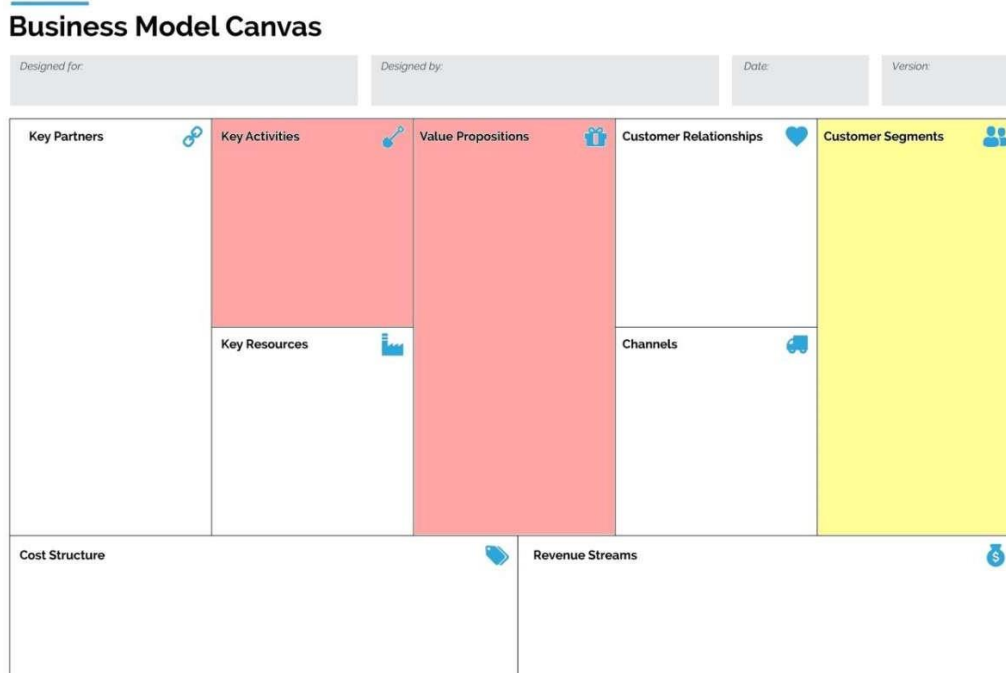 Business Model Canvas
Designed for:
Designed by:
Date:
Version:
Key Partners
Key Activities
Value Propositions
Customer Relationships
Customer Segments
Key Resources
Channels
Cost Structure
Revenue Streams
$